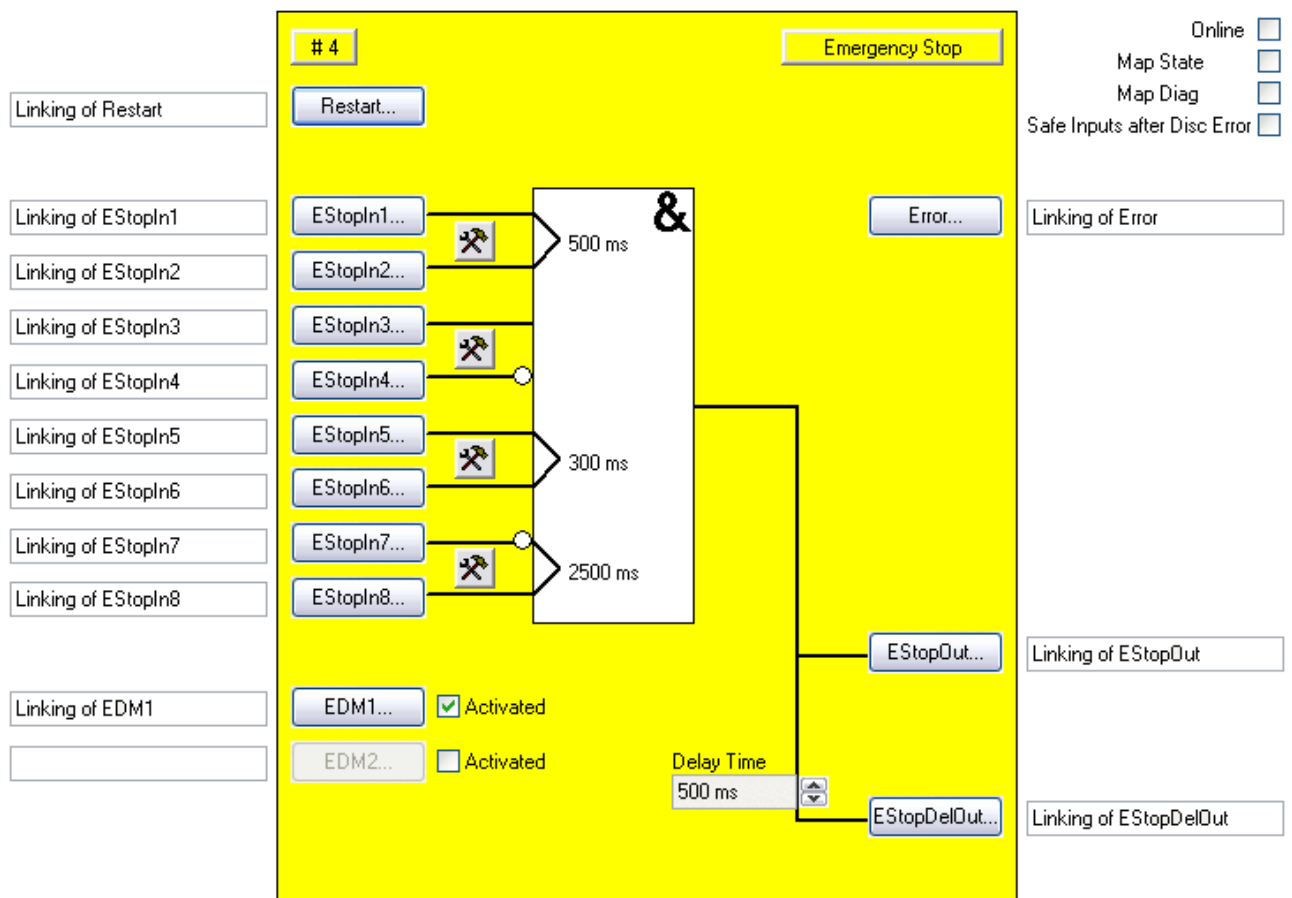 # 4
Emergency Stop
Online
Map State
Map Diag
Safe Inputs after Disc Error
Linking of Restart
Restart...
Linking of EStopIn1
EStopIn1...
&
Error...
Linking of Error
500 ms
Linking of EStopIn2
EStopIn2...
Linking of EStopIn3
EStopIn3...
Linking of EStopIn4
EStopIn4...
Linking of EStopIn5
EStopIn5...
300 ms
Linking of EStopIn6
EStopIn6...
Linking of EStopIn7
EStopIn7...
2500 ms
Linking of EStopIn8
EStopIn8...
EStopOut...
Linking of EStopOut
Linking of EDM1
EDM1...
Activated
EDM2...
Activated
Delay Time
500 ms
EStopDelOut...
Linking of EStopDelOut